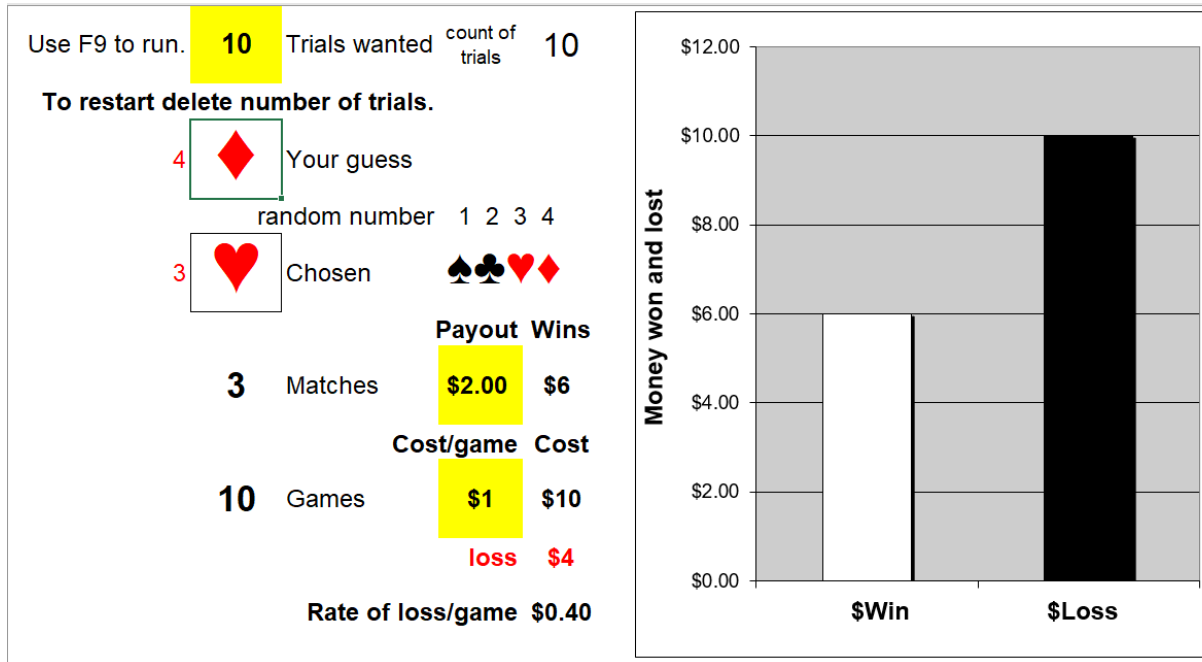 Use F9 to run. 10 Trials wanted count of trials 10
To restart delete number of trials.
4 ♦ Your guess
random number 1 2 3 4
3 ♥ Chosen ♠♣♥♦
Payout Wins
3 Matches $2.00 $6
Cost/game Cost
10 Games $1 $10
loss $4
Rate of loss/game $0.40
Money won and lost
$12.00
$10.00
$8.00
$6.00
$4.00
$2.00
$0.00
$Win $Loss